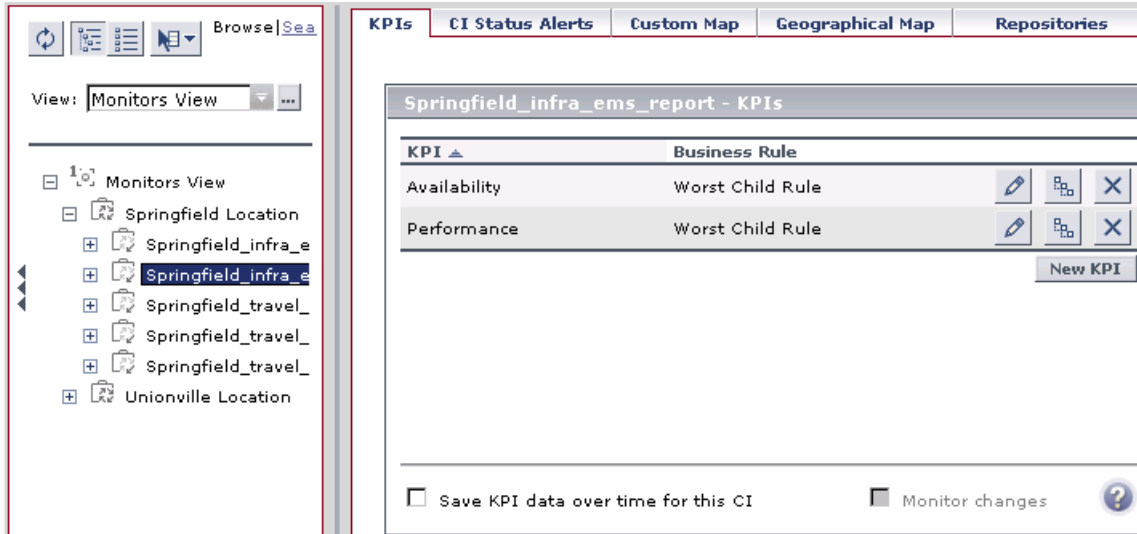 Browse|Sea
View: Monitors View ...
Monitors View
Springfield Location
Springfield_infra_e
Springfield_infra_e
Springfield_travel_
Springfield_travel_
Springfield_travel_
Unionville Location
KPIs CI Status Alerts Custom Map Geographical Map Repositories
Springfield_infra_ems_report - KPIs
KPI Business Rule
Availability Worst Child Rule
Performance Worst Child Rule
New KPI
Save KPI data over time for this CI Monitor changes ?